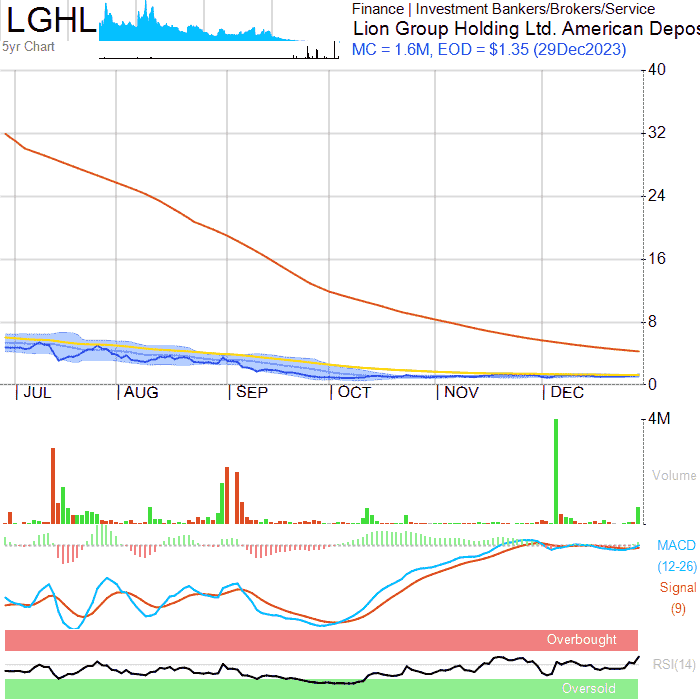 LGHL
5yr Chart
Finance | Investment Bankers/Brokers/Service
Lion Group Holding Ltd. American Depos
MC = 1.6M, EOD = $1.35 (29Dec2023)
40
32
24
16
8
0
JUL AUG SEP OCT NOV DEC
4M
Volume
MACD
(12-26)
Signal
(9)
Overbought
RSI(14)
Oversold